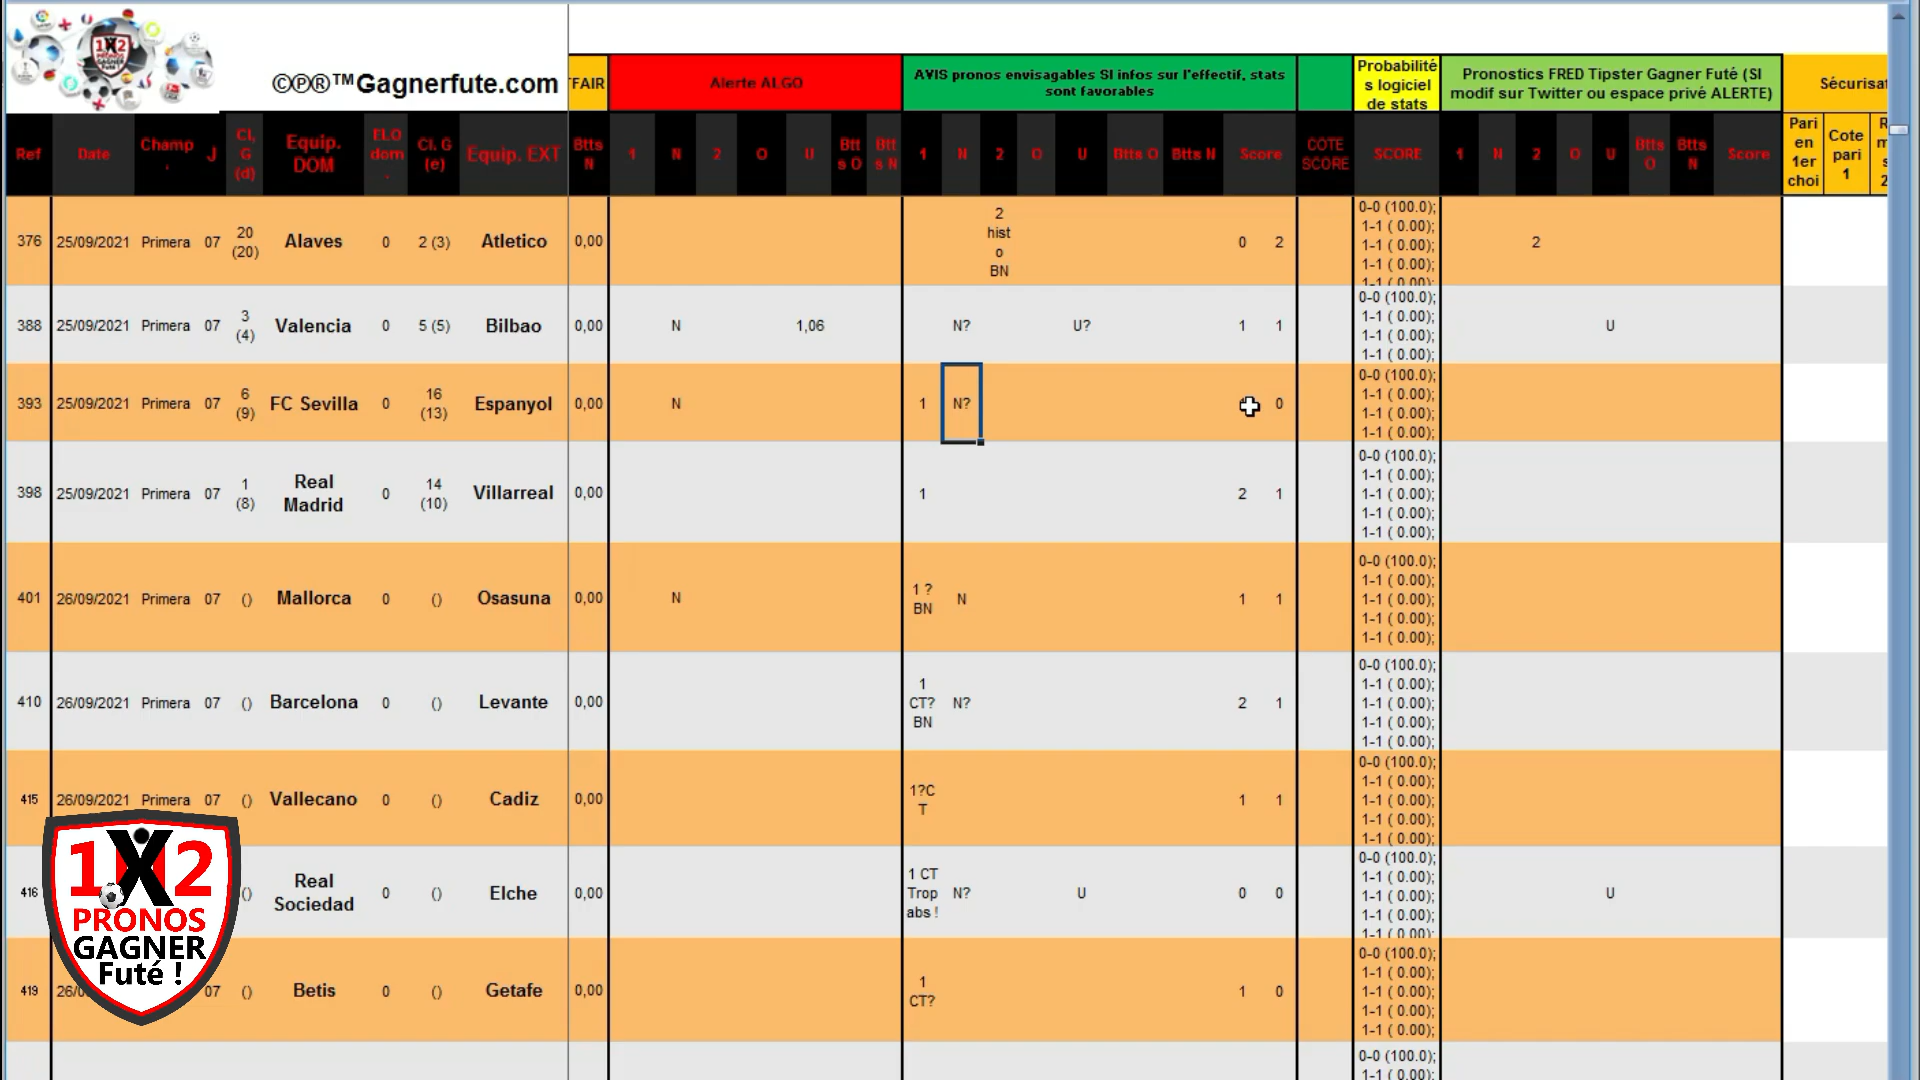 ©℗®™Gagnerfute.com
FAIR
Alerte ALGO
AVIS pronos envisagables SI infos sur l'effectif, stats
sont favorables
Probabilité
s logiciel
de stats
Pronostics FRED Tipster Gagner Futé (SI
modif sur Twitter ou espace privé ALERTE)
Sécurisat
Ref Date Champ. J Cl, G (d) Equip. DOM ELO dom. Cl. G (e) Equip. EXT Btts N 1 N 2 O U Btts O Btts N 1 N 2 O U Btts O Btts N Score COTE SCORE SCORE 1 N 2 O U Btts O Btts N Score Pari en 1er choi Cote pari 1
376 25/09/2021 Primera 07 20 (20) Alaves 0 2 (3) Atletico 0,00 2 histo BN 0 2 0-0 (100.0); 1-1 ( 0.00); 1-1 ( 0.00); 1-1 ( 0.00); 1-1 ( 0.00); 2
388 25/09/2021 Primera 07 3 (4) Valencia 0 5 (5) Bilbao 0,00 N 1,06 N? U? 1 1 0-0 (100.0); 1-1 ( 0.00); 1-1 ( 0.00); 1-1 ( 0.00); U
393 25/09/2021 Primera 07 6 (9) FC Sevilla 0 16 (13) Espanyol 0,00 N 1 N? 0 0-0 (100.0); 1-1 ( 0.00); 1-1 ( 0.00); 1-1 ( 0.00);
398 25/09/2021 Primera 07 1 (8) Real Madrid 0 14 (10) Villarreal 0,00 1 2 1 0-0 (100.0); 1-1 ( 0.00); 1-1 ( 0.00); 1-1 ( 0.00); 1-1 ( 0.00);
401 26/09/2021 Primera 07 () Mallorca 0 () Osasuna 0,00 N 1 ? BN N 1 1 0-0 (100.0); 1-1 ( 0.00); 1-1 ( 0.00); 1-1 ( 0.00); 1-1 ( 0.00);
410 26/09/2021 Primera 07 () Barcelona 0 () Levante 0,00 1 CT? BN N? 2 1 0-0 (100.0); 1-1 ( 0.00); 1-1 ( 0.00); 1-1 ( 0.00); 1-1 ( 0.00);
415 26/09/2021 Primera 07 () Vallecano 0 () Cadiz 0,00 1?CT 1 1 0-0 (100.0); 1-1 ( 0.00); 1-1 ( 0.00); 1-1 ( 0.00); 1-1 ( 0.00);
416 () Real Sociedad 0 () Elche 0,00 1 CT Trop abs ! N? U 0 0 0-0 (100.0); 1-1 ( 0.00); 1-1 ( 0.00); 1-1 ( 0.00); 1-1 ( 0.00); U
419 26/0 07 () Betis 0 () Getafe 0,00 1 CT? 1 0 0-0 (100.0); 1-1 ( 0.00); 1-1 ( 0.00); 1-1 ( 0.00); 1-1 ( 0.00);
0-0 (100.0);
1-1 ( 0.00);
1X2
PRONOS
GAGNER
Futé !